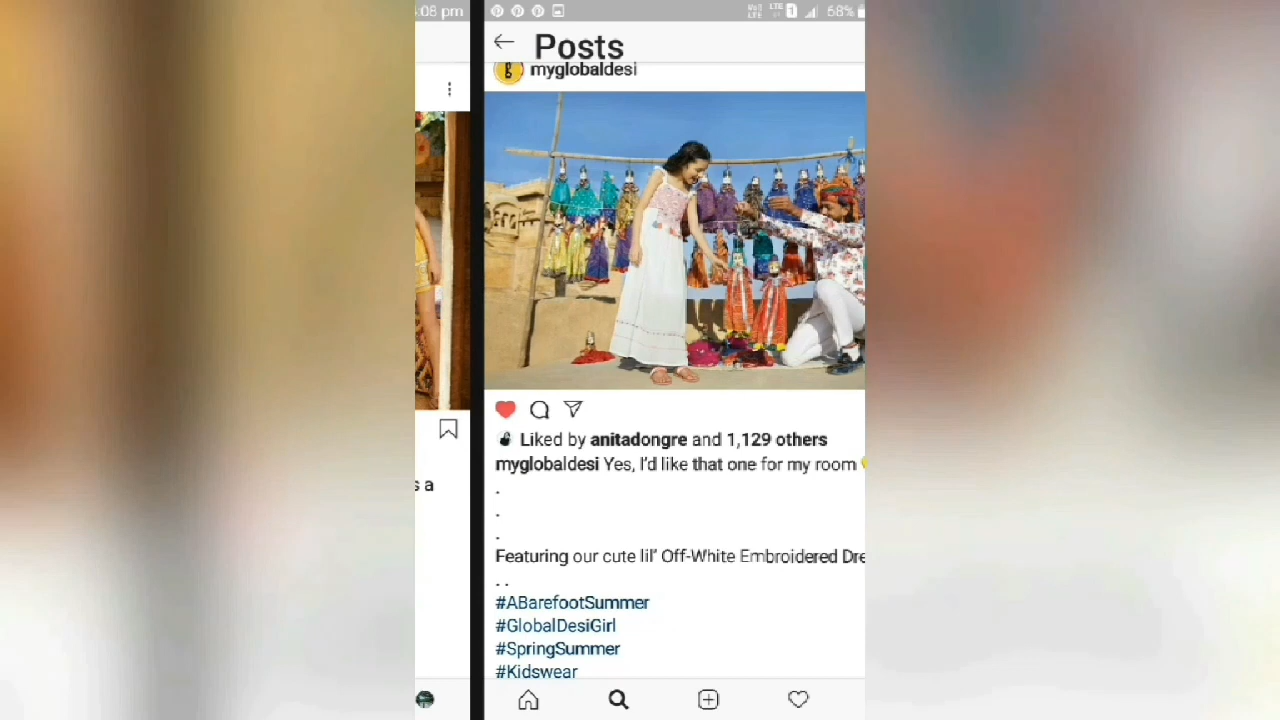 :08 pm
68%
Posts
myglobaldesi
s a
Liked by anitadongre and 1,129 others
myglobaldesi Yes, I'd like that one for my room
.
.
.
Featuring our cute lil' Off-White Embroidered Dre
. .
#ABarefootSummer
#GlobalDesiGirl
#SpringSummer
#Kidswear